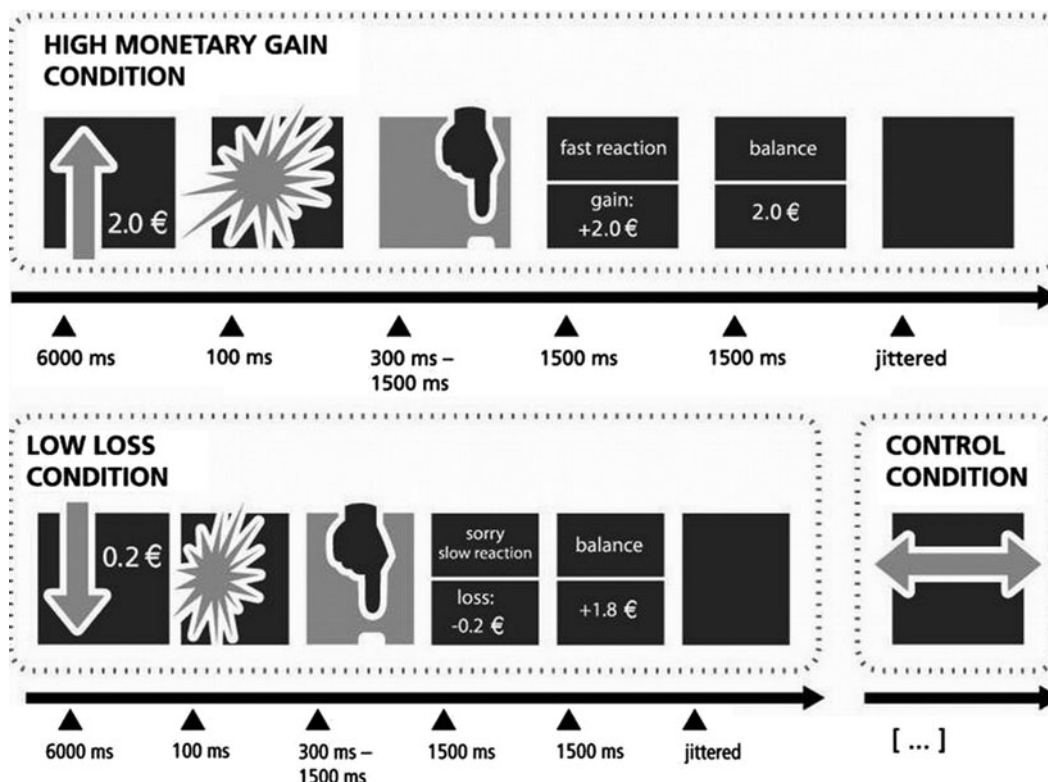 HIGH MONETARY GAIN
CONDITION
2.0 €
fast reaction
gain:
+2.0 €
balance
2.0 €
6000 ms
100 ms
300 ms –
1500 ms
1500 ms
1500 ms
jittered
LOW LOSS
CONDITION
0.2 €
sorry
slow reaction
loss:
-0.2 €
balance
+1.8 €
6000 ms
100 ms
300 ms –
1500 ms
1500 ms
1500 ms
jittered
CONTROL
CONDITION
[ ... ]